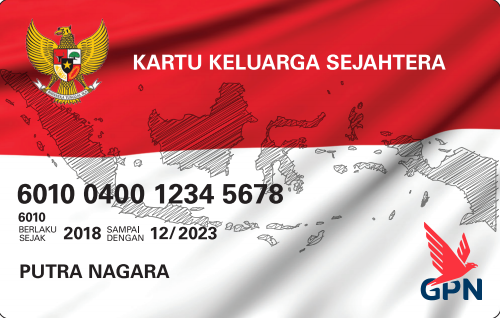 KARTU KELUARGA SEJAHTERA
6010 0400 1234 5678
6010
BERLAKU SEJAK 2018 SAMPAI DENGAN 12/2023
PUTRA NAGARA
GPN